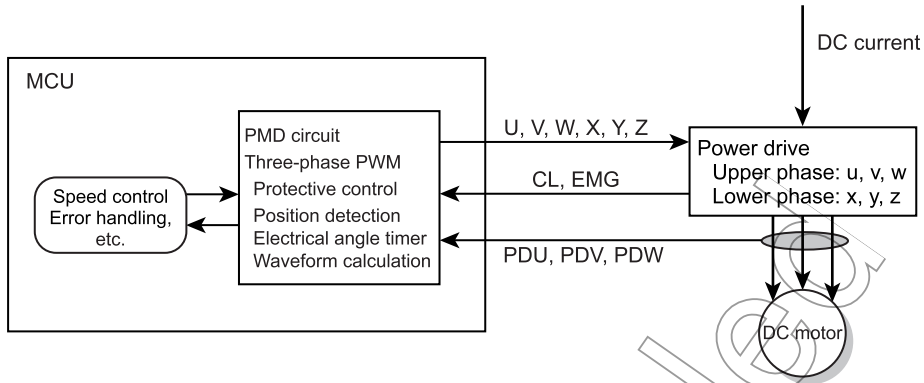 DC current
MCU
PMD circuit
Three-phase PWM
Protective control
Position detection
Electrical angle timer
Waveform calculation
Speed control
Error handling,
etc.
U, V, W, X, Y, Z
CL, EMG
PDU, PDV, PDW
Power drive
Upper phase: u, v, w
Lower phase: x, y, z
DC motor